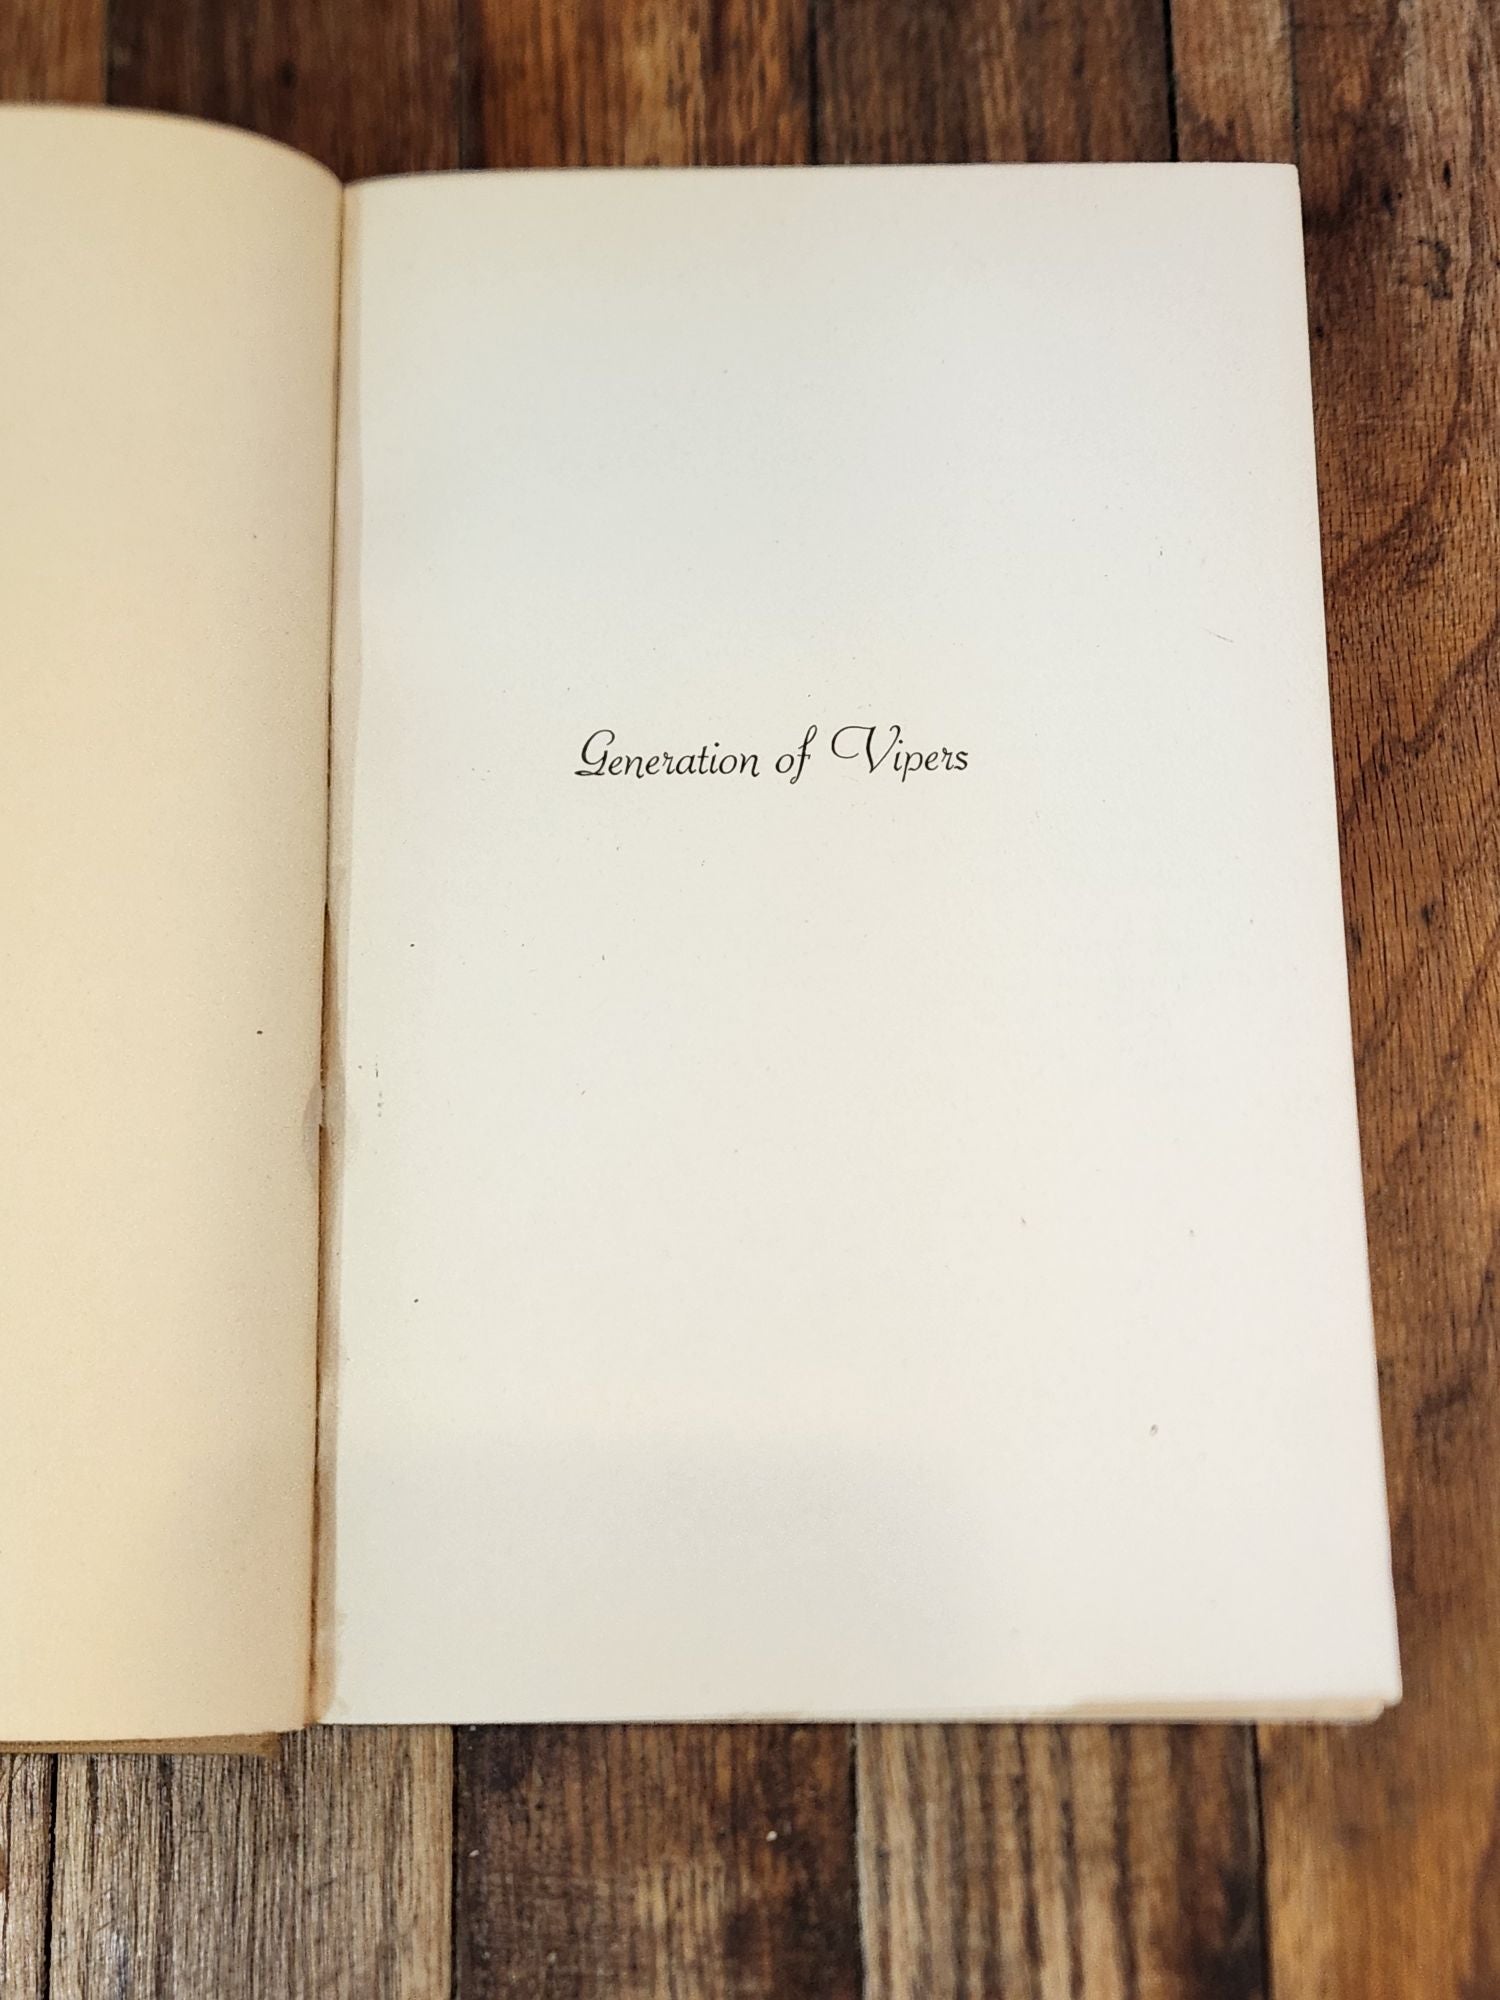 Generation of Vipers